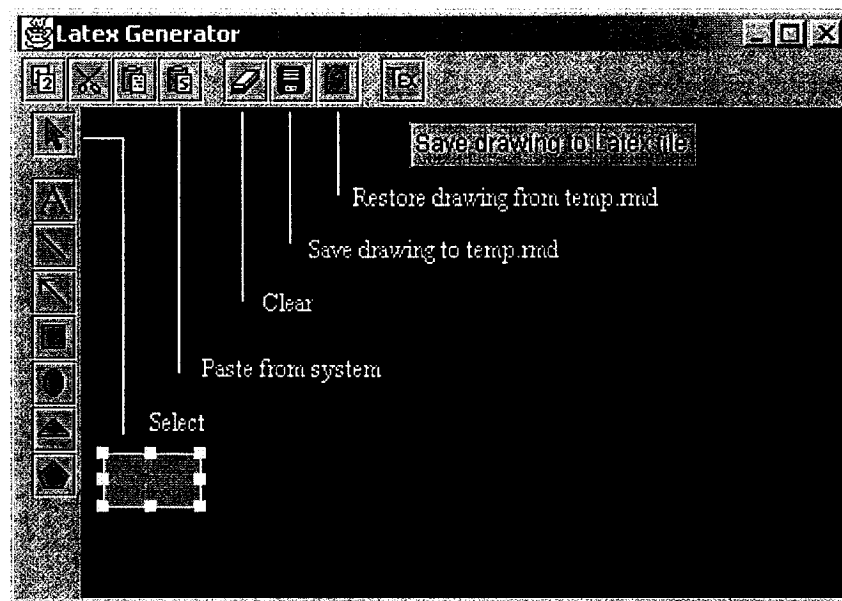 Latex Generator
TEX
Save drawing to Latex file
Restore drawing from temp.rmd
Save drawing to temp.rmd
Clear
Paste from system
Select